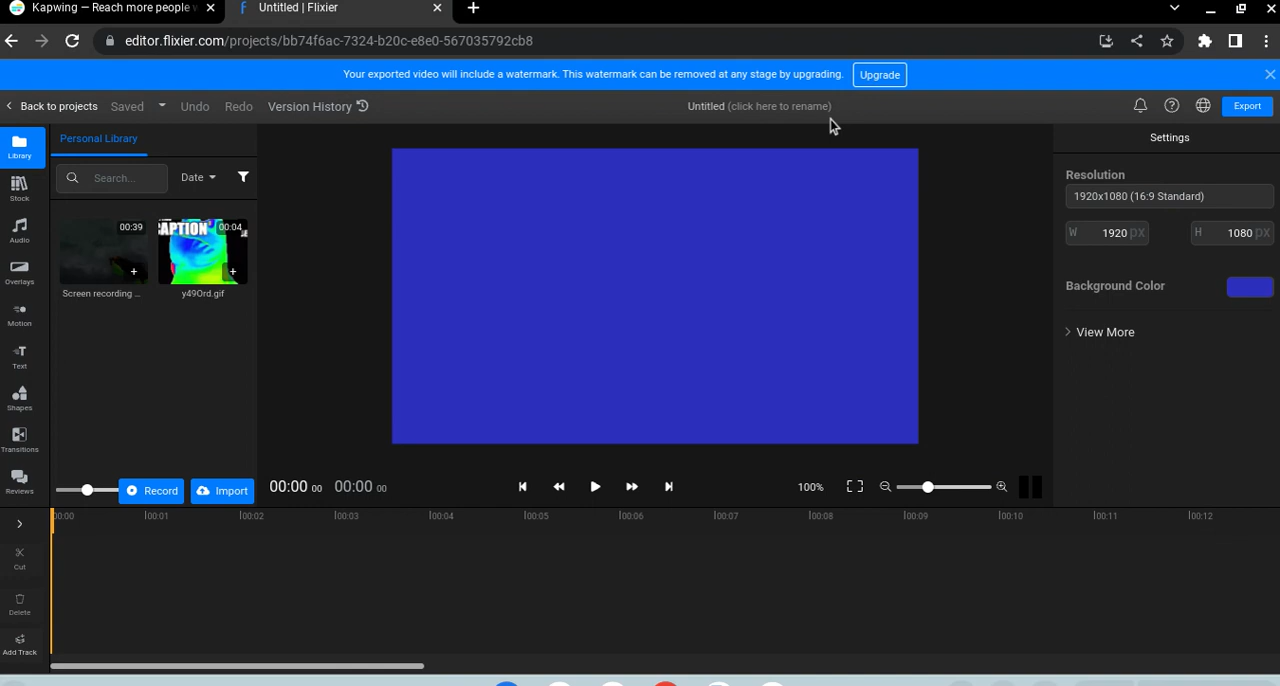 Kapwing — Reach more people w
Untitled | Flixier
editor.flixier.com/projects/bb74f6ac-7324-b20c-e8e0-567035792cb8
Your exported video will include a watermark. This watermark can be removed at any stage by upgrading. Upgrade
Back to projects Saved Undo Redo Version History Untitled (click here to rename) Export
Library
Stock
Audio
Overlays
Motion
Text
Shapes
Transitions
Reviews
Personal Library
Search... Date
00:39
CAPTION 00:04
Screen recording ... y49Ord.gif
Record Import
00:00 00 00:00 00
100%
Settings
Resolution
1920x1080 (16:9 Standard)
W 1920 px H 1080 px
Background Color
View More
00:00 00:01 00:02 00:03 00:04 00:05 00:06 00:07 00:08 00:09 00:10 00:11 00:12
Cut
Delete
Add Track